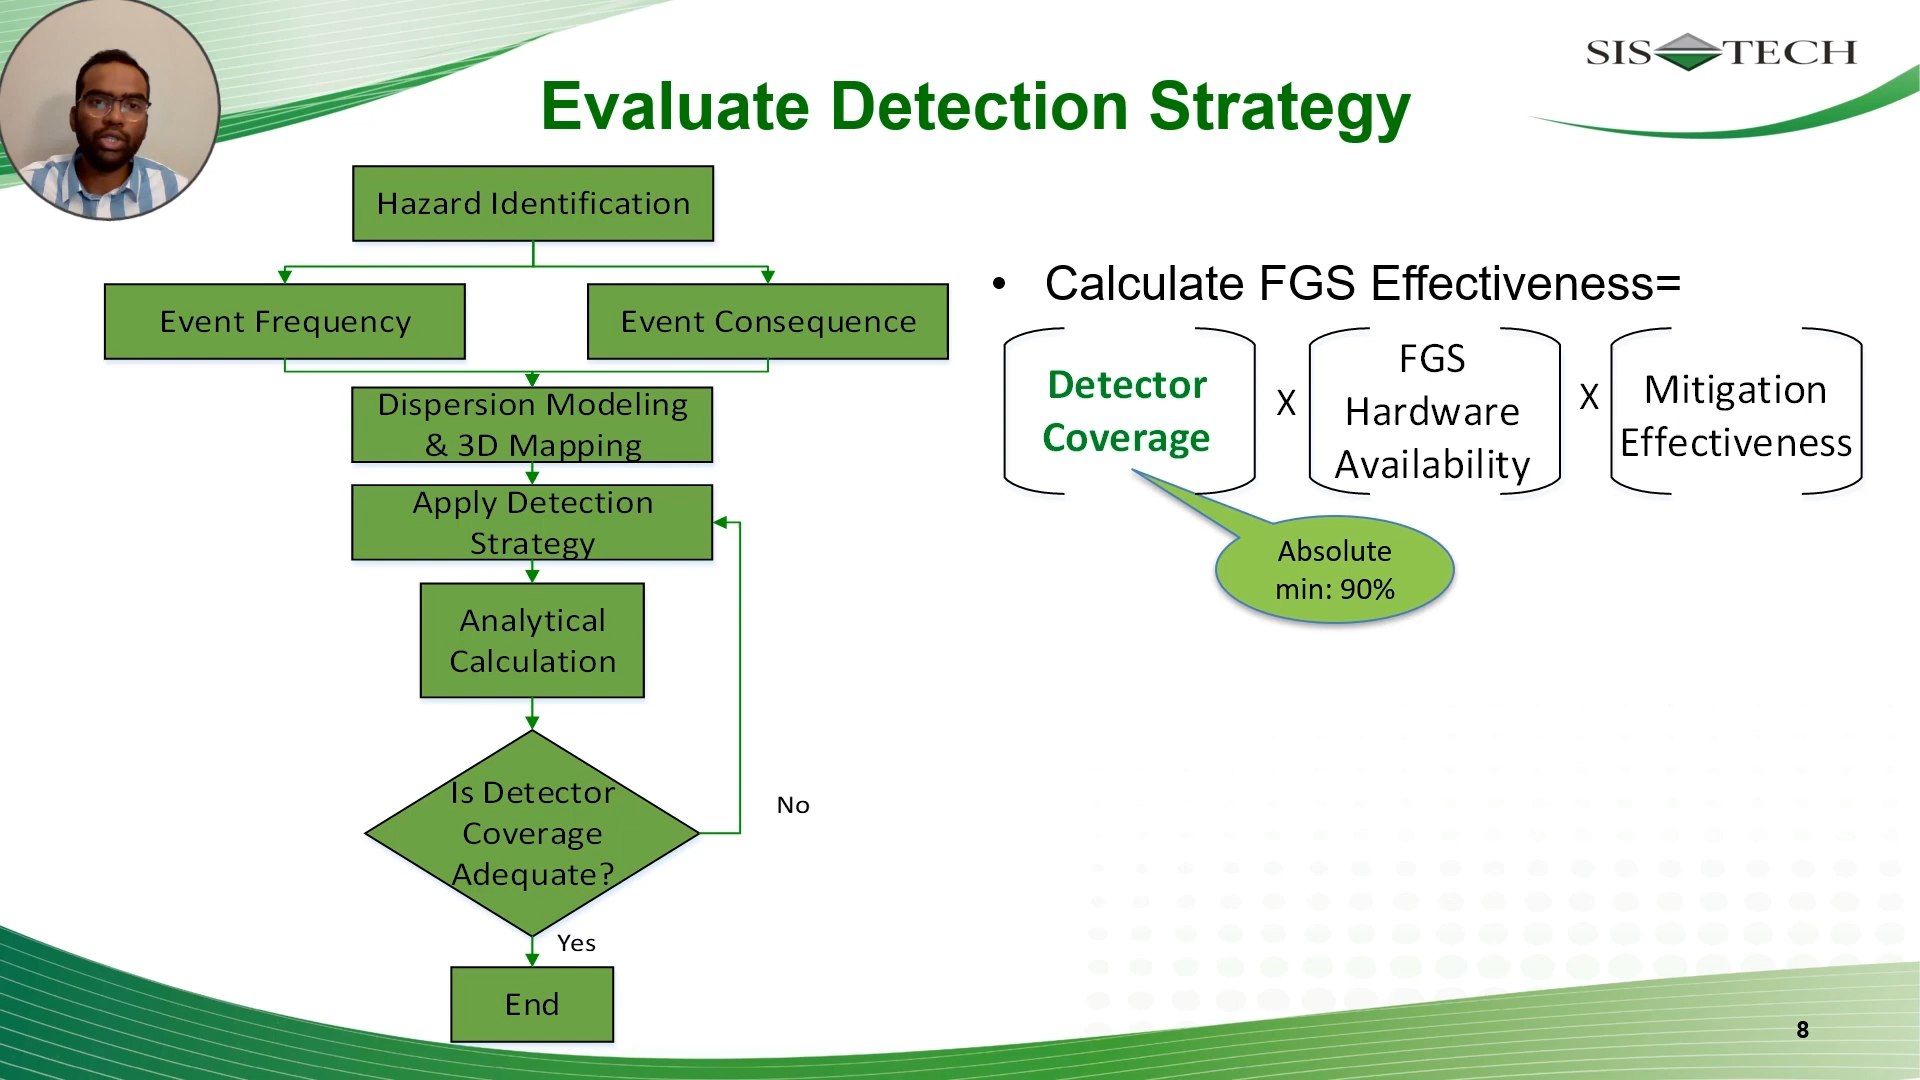 SIS TECH
Evaluate Detection Strategy
Hazard Identification
Event Frequency
Event Consequence
Dispersion Modeling
& 3D Mapping
Apply Detection
Strategy
Analytical
Calculation
Is Detector
Coverage
Adequate?
No
Yes
End
• Calculate FGS Effectiveness=
Detector
Coverage
X
FGS
Hardware
Availability
X
Mitigation
Effectiveness
Absolute
min: 90%
8